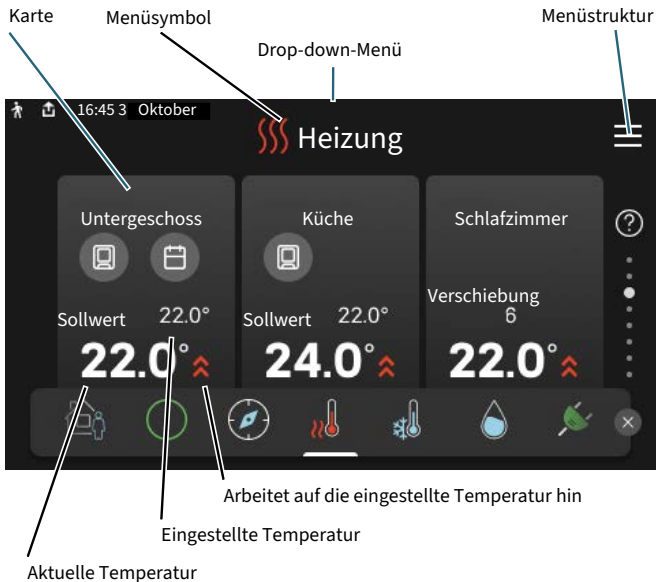 Karte
Menüsymbol
Menüstruktur
Drop-down-Menü
16:45 3 Oktober
Heizung
Untergeschoss
Küche
Schlafzimmer
?
Sollwert 22.0°
Sollwert 22.0°
Verschiebung
6
22.0°
24.0°
22.0°
Arbeitet auf die eingestellte Temperatur hin
Eingestellte Temperatur
Aktuelle Temperatur